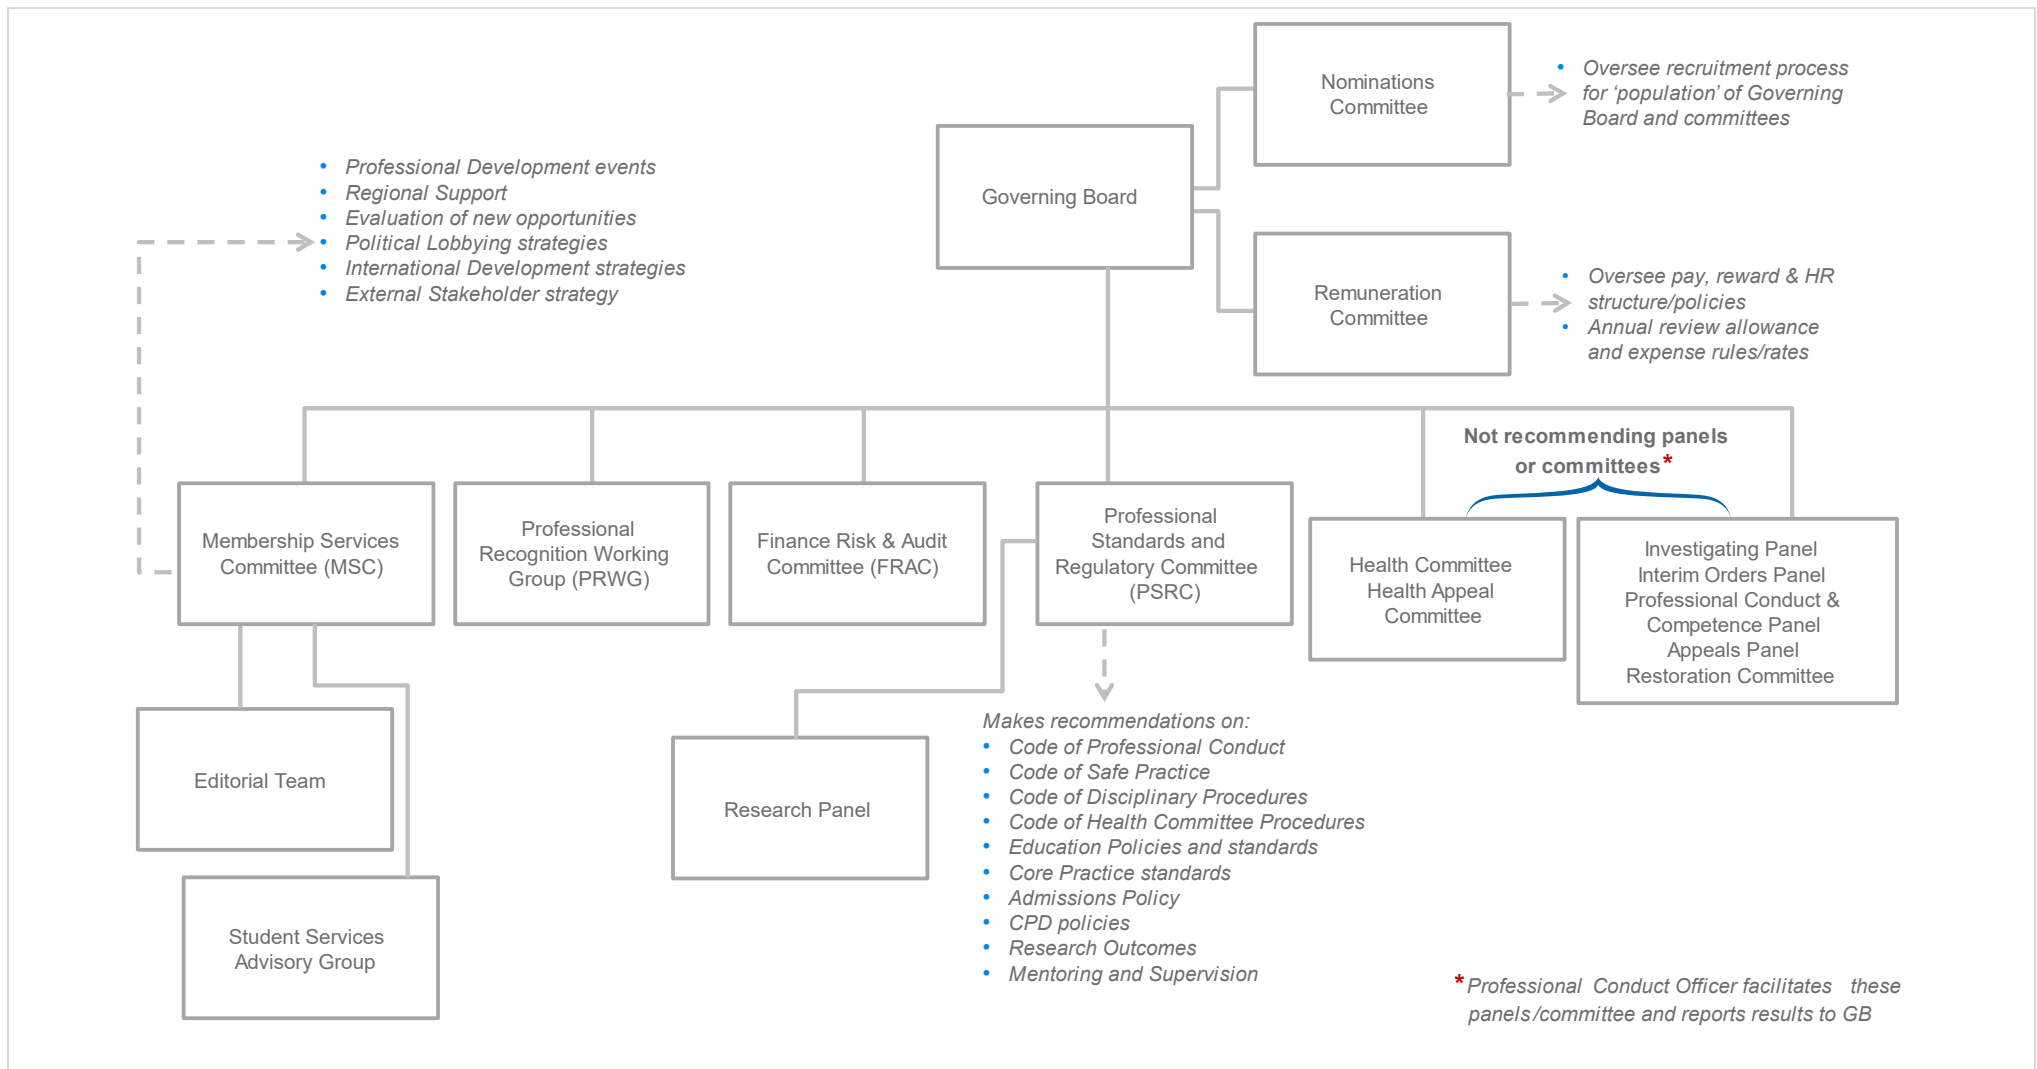 Nominations
Committee
• Oversee recruitment process
for ‘population’ of Governing
Board and committees
Governing Board
• Professional Development events
• Regional Support
• Evaluation of new opportunities
• Political Lobbying strategies
• International Development strategies
• External Stakeholder strategy
Remuneration
Committee
• Oversee pay, reward & HR
structure/policies
• Annual review allowance
and expense rules/rates
Not recommending panels
or committees*
Membership Services
Committee (MSC)
Professional
Recognition Working
Group (PRWG)
Finance Risk & Audit
Committee (FRAC)
Professional
Standards and
Regulatory Committee
(PSRC)
Health Committee
Health Appeal
Committee
Investigating Panel
Interim Orders Panel
Professional Conduct &
Competence Panel
Appeals Panel
Restoration Committee
Editorial Team
Student Services
Advisory Group
Research Panel
Makes recommendations on:
• Code of Professional Conduct
• Code of Safe Practice
• Code of Disciplinary Procedures
• Code of Health Committee Procedures
• Education Policies and standards
• Core Practice standards
• Admissions Policy
• CPD policies
• Research Outcomes
• Mentoring and Supervision
*Professional Conduct Officer facilitates these
panels/committee and reports results to GB